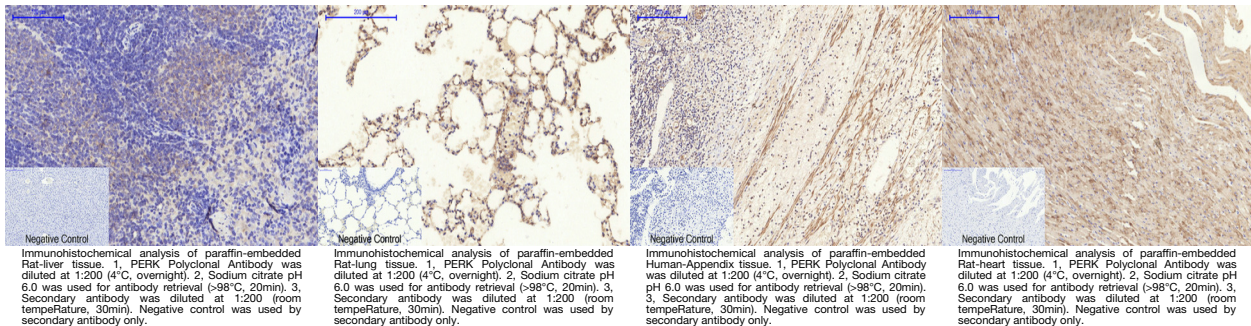 200 µm
200 µm
200 µm
Negative Control
Negative Control
Negative Control
Negative Control
Immunohistochemical analysis of paraffin-embedded
Rat-liver tissue. 1, PERK Polyclonal Antibody was
diluted at 1:200 (4°C, overnight). 2, Sodium citrate pH
6.0 was used for antibody retrieval (>98°C, 20min). 3,
Secondary antibody was diluted at 1:200 (room
tempeRature, 30min). Negative control was used by
secondary antibody only.
Immunohistochemical analysis of paraffin-embedded
Rat-lung tissue. 1, PERK Polyclonal Antibody was
diluted at 1:200 (4°C, overnight). 2, Sodium citrate pH
6.0 was used for antibody retrieval (>98°C, 20min). 3,
Secondary antibody was diluted at 1:200 (room
tempeRature, 30min). Negative control was used by
secondary antibody only.
Immunohistochemical analysis of paraffin-embedded
Human-Appendix tissue. 1, PERK Polyclonal Antibody
was diluted at 1:200 (4°C, overnight). 2, Sodium citrate
pH 6.0 was used for antibody retrieval (>98°C, 20min).
3, Secondary antibody was diluted at 1:200 (room
tempeRature, 30min). Negative control was used by
secondary antibody only.
Immunohistochemical analysis of paraffin-embedded
Rat-heart tissue. 1, PERK Polyclonal Antibody was
diluted at 1:200 (4°C, overnight). 2, Sodium citrate pH
6.0 was used for antibody retrieval (>98°C, 20min). 3,
Secondary antibody was diluted at 1:200 (room
tempeRature, 30min). Negative control was used by
secondary antibody only.